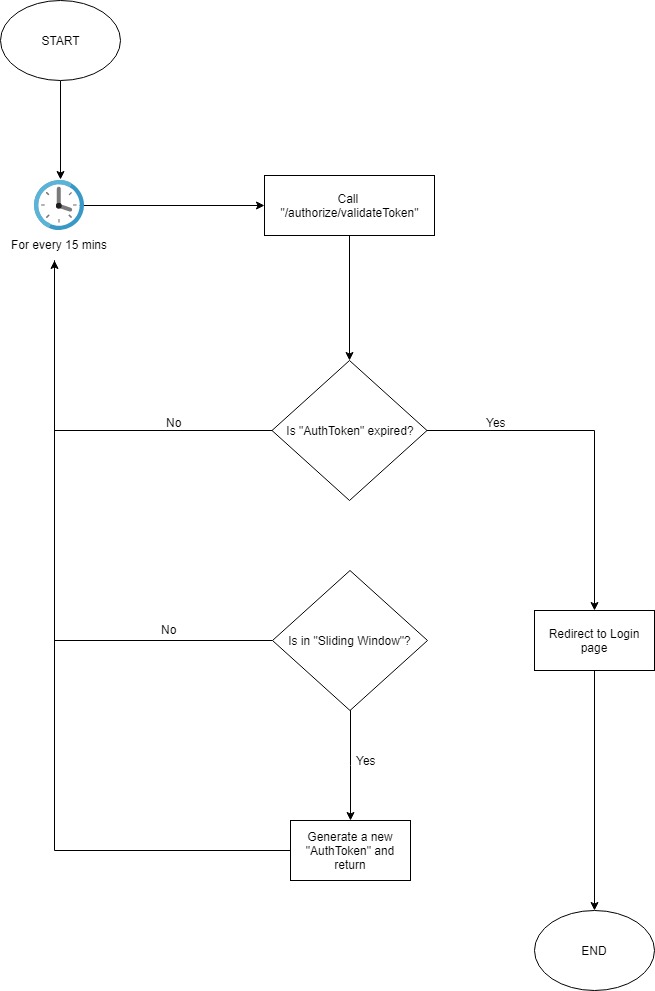 START
For every 15 mins
Call
"/authorize/validateToken"
Is "AuthToken" expired?
No
Yes
Is in "Sliding Window"?
No
Redirect to Login
page
Yes
Generate a new
"AuthToken" and
return
END